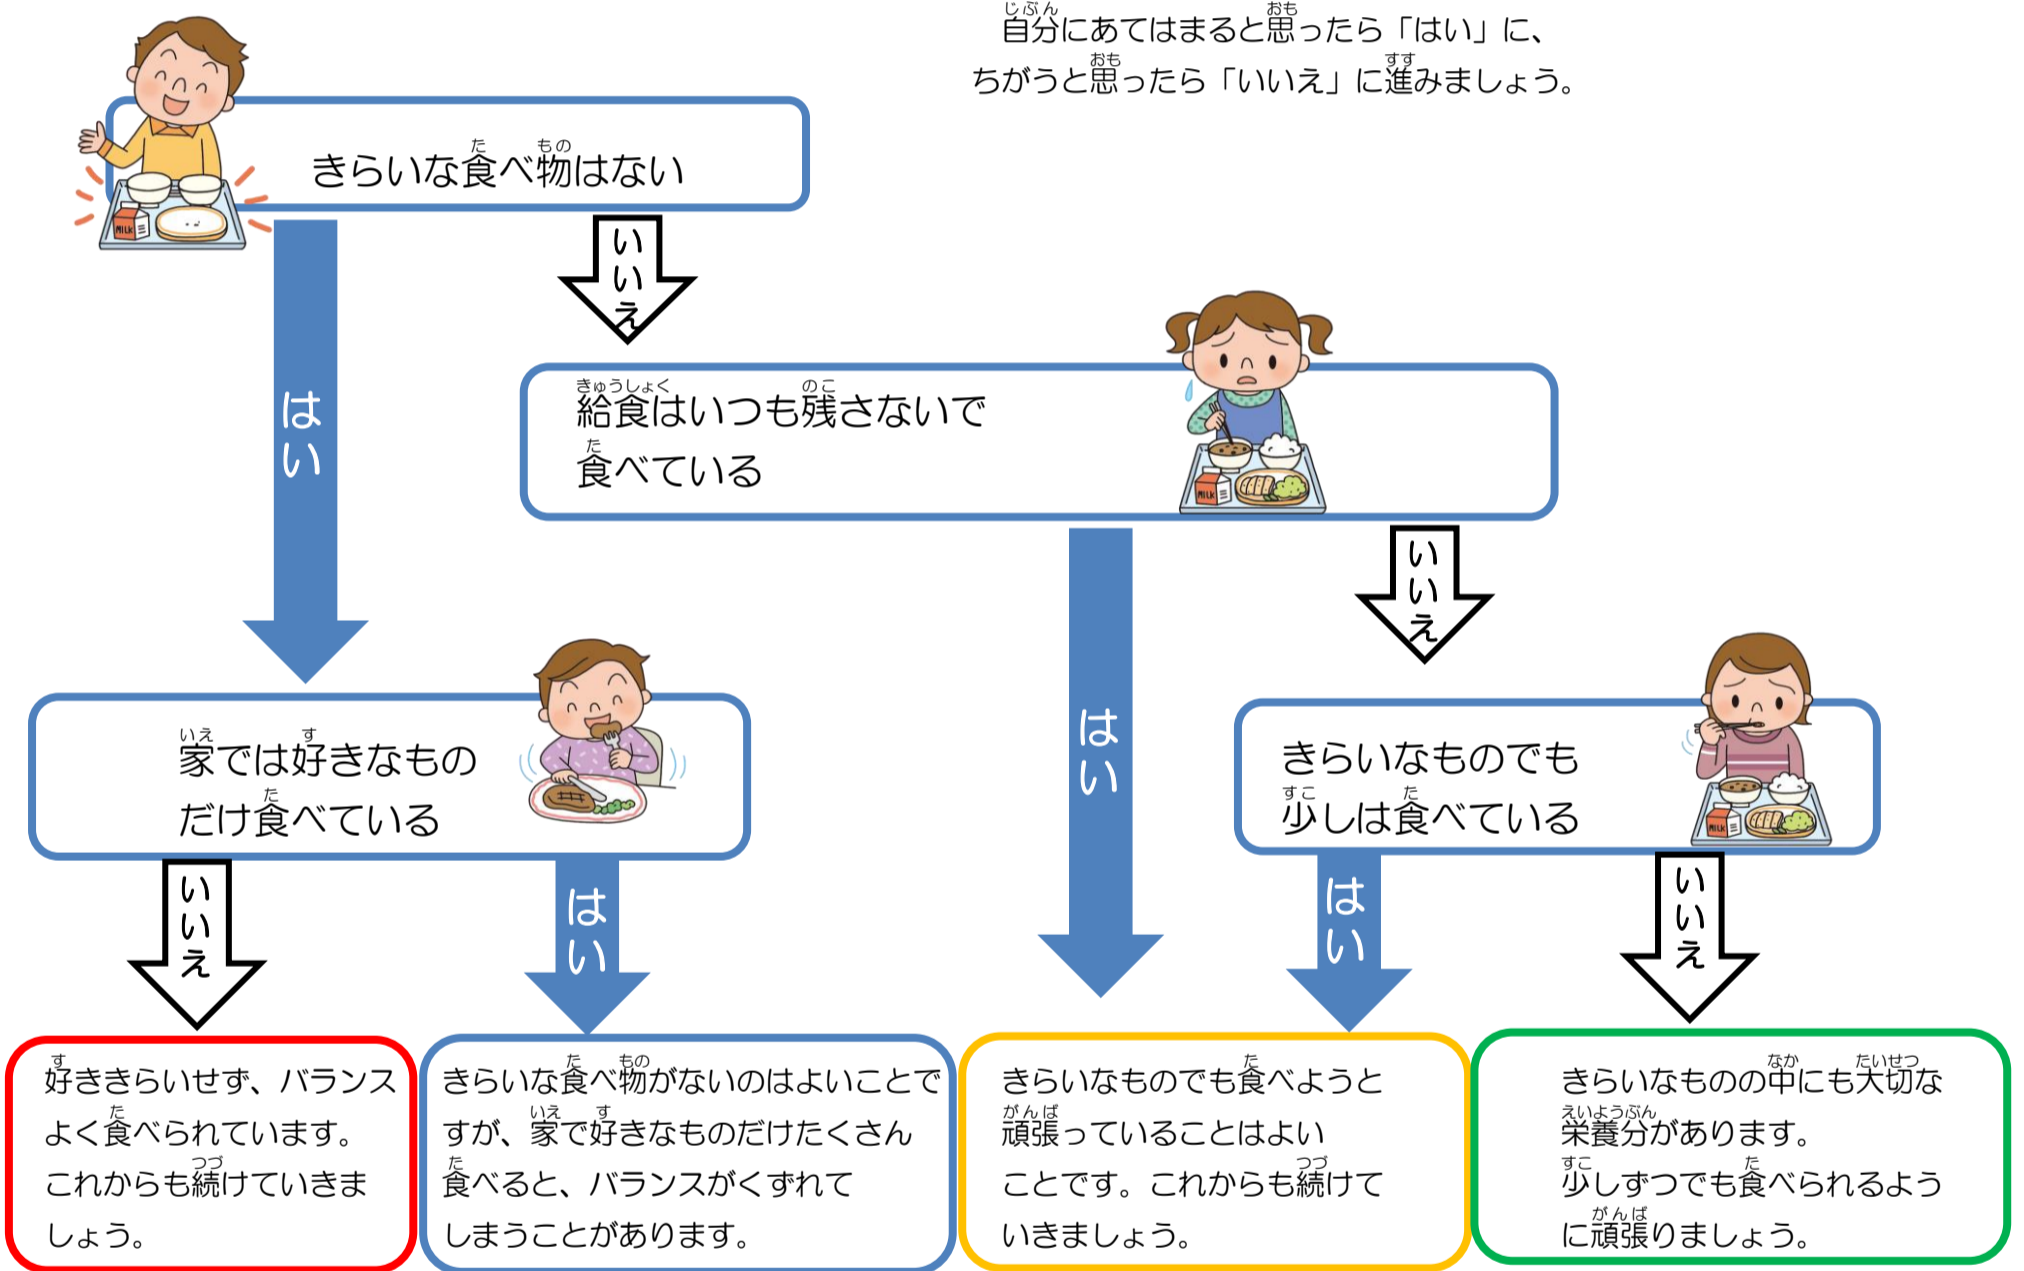 自分にあてはまると思ったら「はい」に、
ちがうと思ったら「いいえ」に進みましょう。
きらいな食べ物はない
はい
いいえ
給食はいつも残さないで
食べている
はい
いいえ
家では好きなもの
だけ食べている
いいえ
はい
きらいなものでも
少しは食べている
はい
いいえ
好ききらいせず、バランス
よく食べられています。
これからも続けていきま
しょう。
きらいな食べ物がないのはよいことで
すが、家で好きなものだけたくさん
食べると、バランスがくずれて
しまうことがあります。
きらいなものでも食べようと
頑張っていることはよい
ことです。これからも続けて
いきましょう。
きらいなものの中にも大切な
栄養分があります。
少しずつでも食べられるよう
に頑張りましょう。
MILK
MILK
MILK